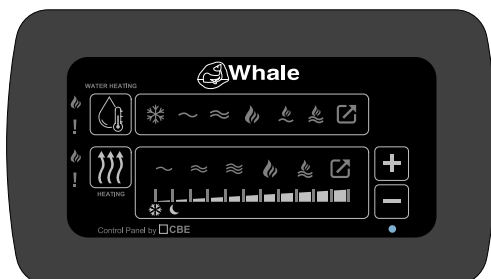 Whale
WATER HEATING
!
!
HEATING
Control Panel by CBE